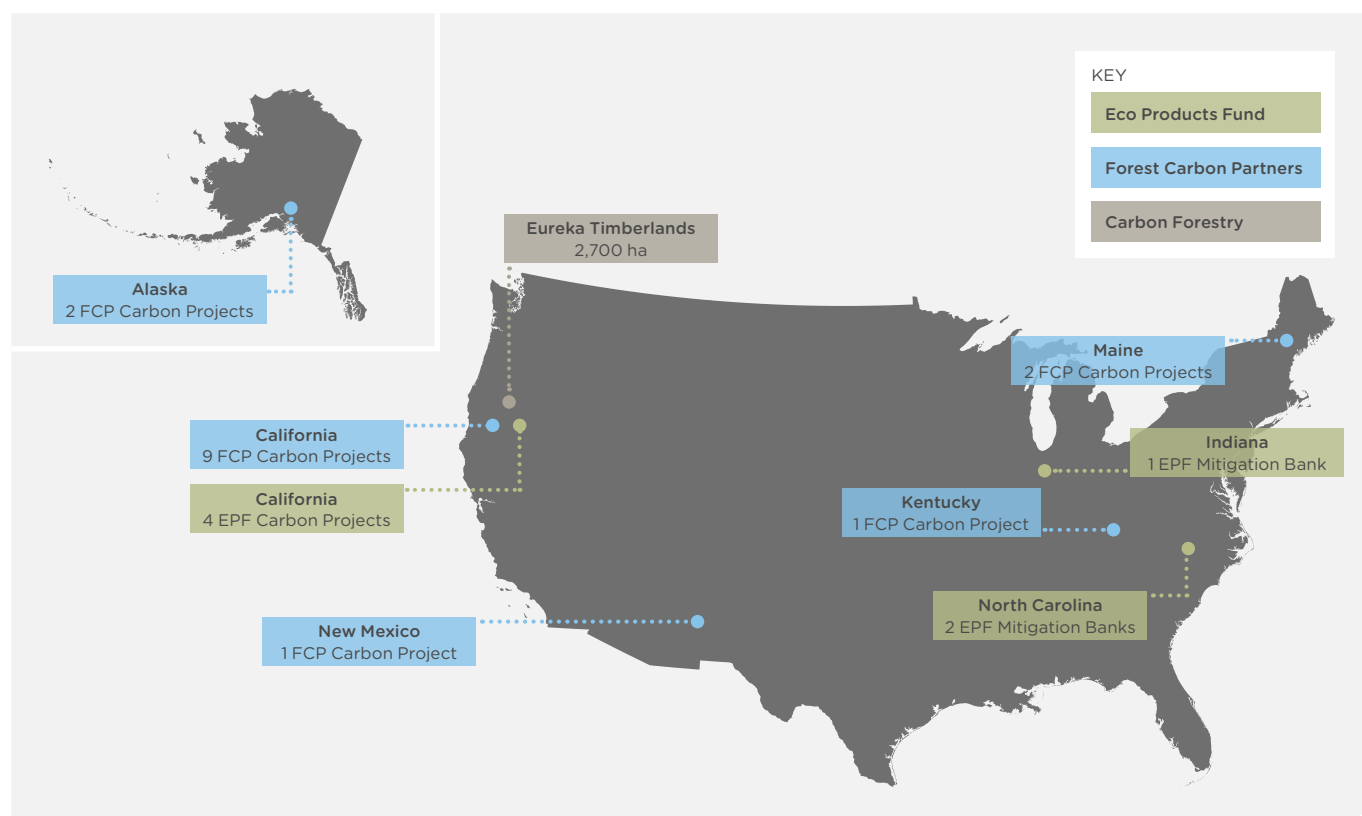 KEY
Eco Products Fund
Forest Carbon Partners
Carbon Forestry
Eureka Timberlands
2,700 ha
Alaska
2 FCP Carbon Projects
Maine
2 FCP Carbon Projects
California
9 FCP Carbon Projects
Indiana
1 EPF Mitigation Bank
California
4 EPF Carbon Projects
Kentucky
1 FCP Carbon Project
North Carolina
2 EPF Mitigation Banks
New Mexico
1 FCP Carbon Project